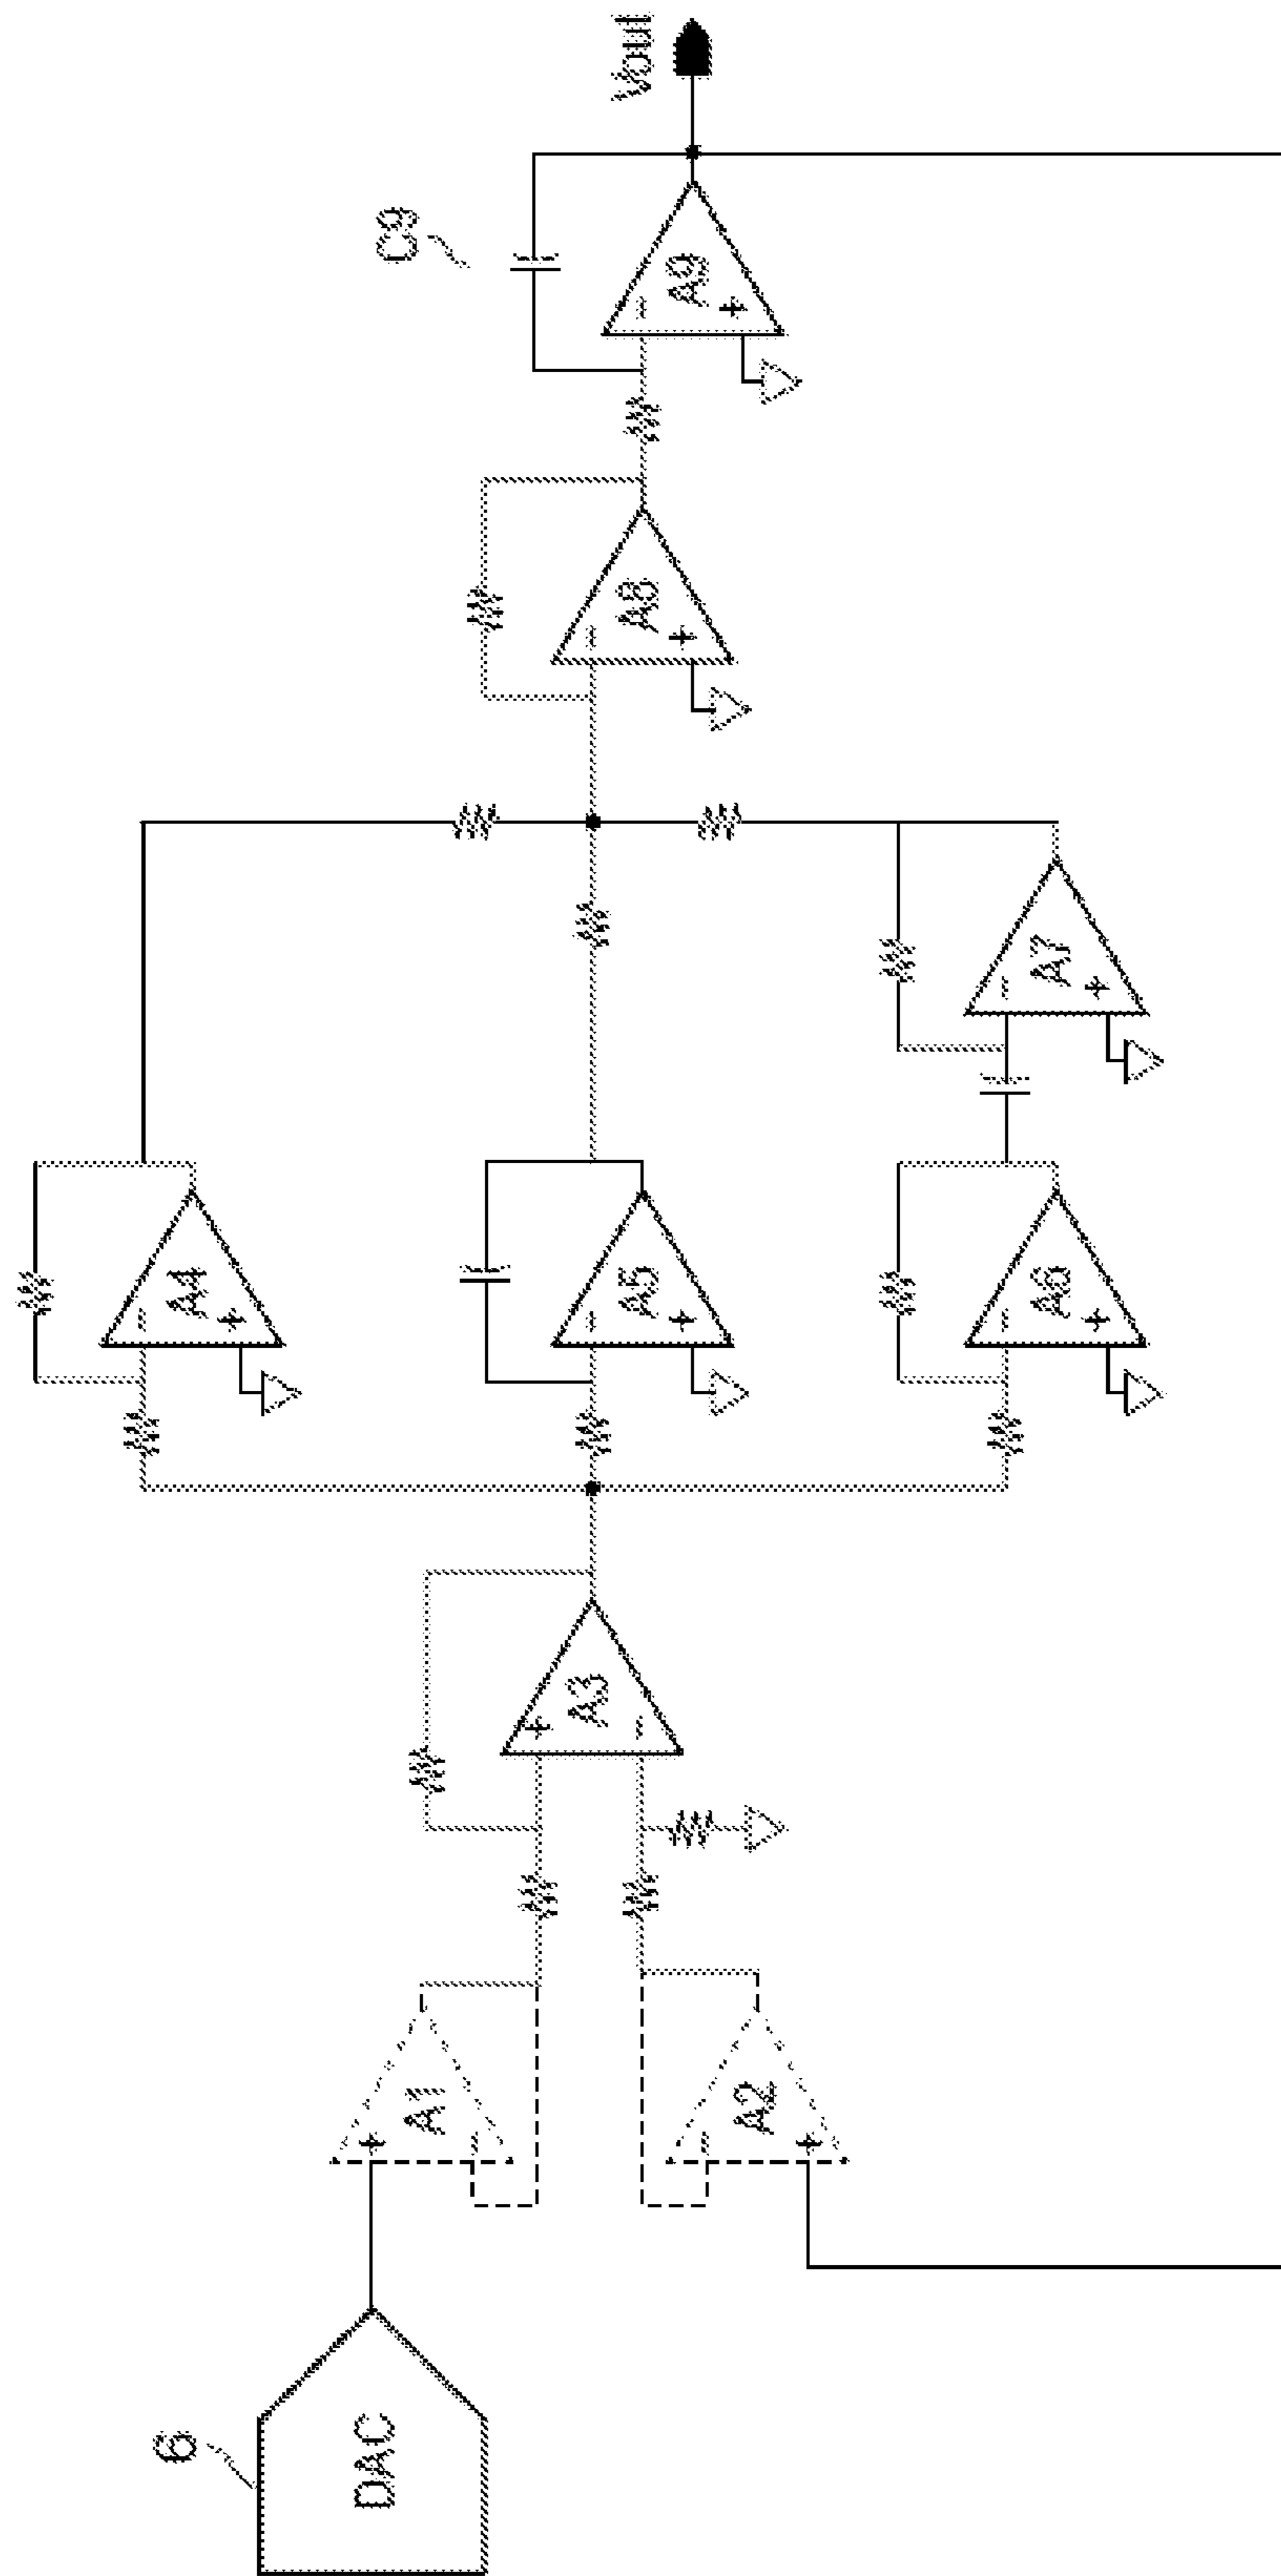 6
DAC
A1
A2
A3
A4
A5
A6
A7
A8
A9
C9
Vout
+
−
−
+
+
−
−
+
−
+
−
+
−
+
−
+
−
+